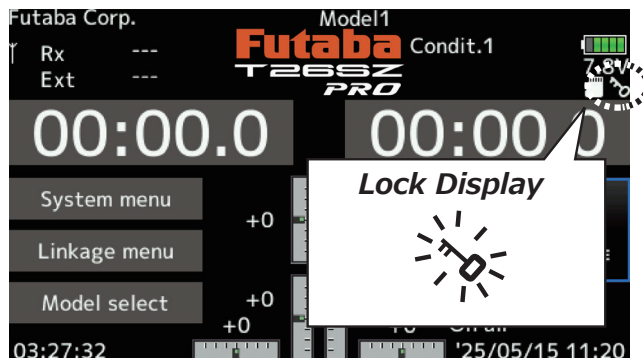 Futaba Corp.
Model1
Rx ---
Ext ---
Futaba
T26SZ
PRO
Condit.1
7.8V
00:00.0
00:00.0
Lock Display
System menu
Linkage menu
Model select
+0
+0
+0
03:27:32
'25/05/15 11:20